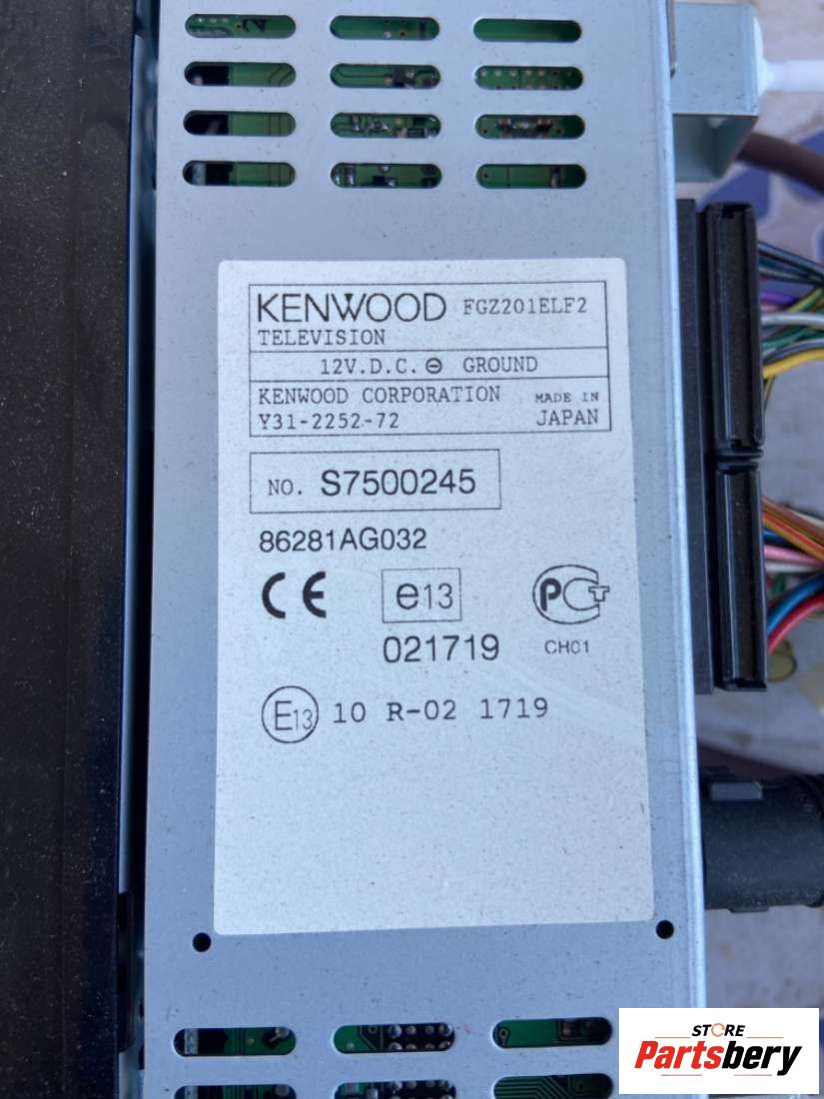 KENWOOD FGZ201ELF2
TELEVISION
12V.D.C. ⊖ GROUND
KENWOOD CORPORATION MADE IN
Y31-2252-72 JAPAN
NO. S7500245
86281AG032
CE e13 PCT
021719 CHC1
E13 10 R-02 1719
STORE
Partsbery